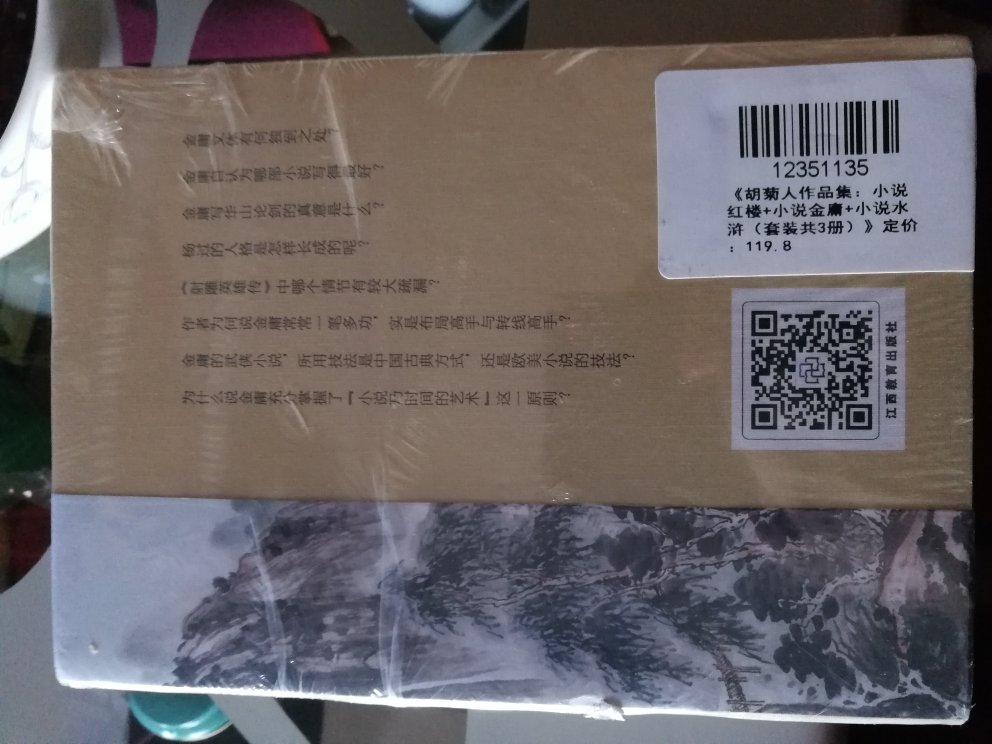 金庸又侠有何独到之处？
金庸自认为哪部小说写得最好？
金庸写华山论剑的真意是什么？
杨过的人格是怎样长成的呢？
《射雕英雄传》中哪个情节有较大疏漏？
作者为何说金庸常常一笔多功，实是布局高手与转线高手？
金庸的武侠小说，所用技法是中国古典方式，还是欧美小说的技法？
为什么说金庸充分掌握了“小说乃时间的艺术”这一原则？
12351135
《胡菊人作品集：小说
红楼+小说金庸+小说水
浒（套装共3册）》定价
：119.8
江西教育出版社